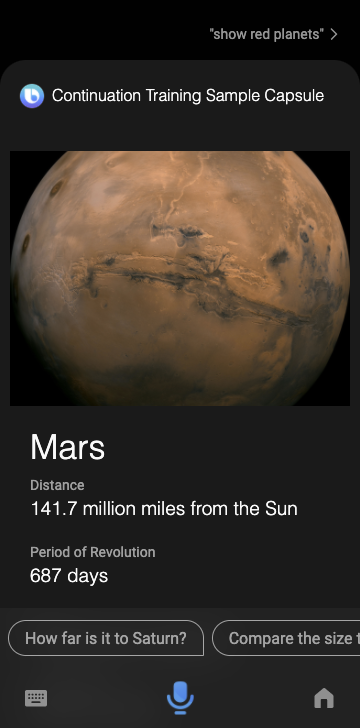 "show red planets"
Continuation Training Sample Capsule
Mars
Distance
141.7 million miles from the Sun
Period of Revolution
687 days
How far is it to Saturn?
Compare the size t